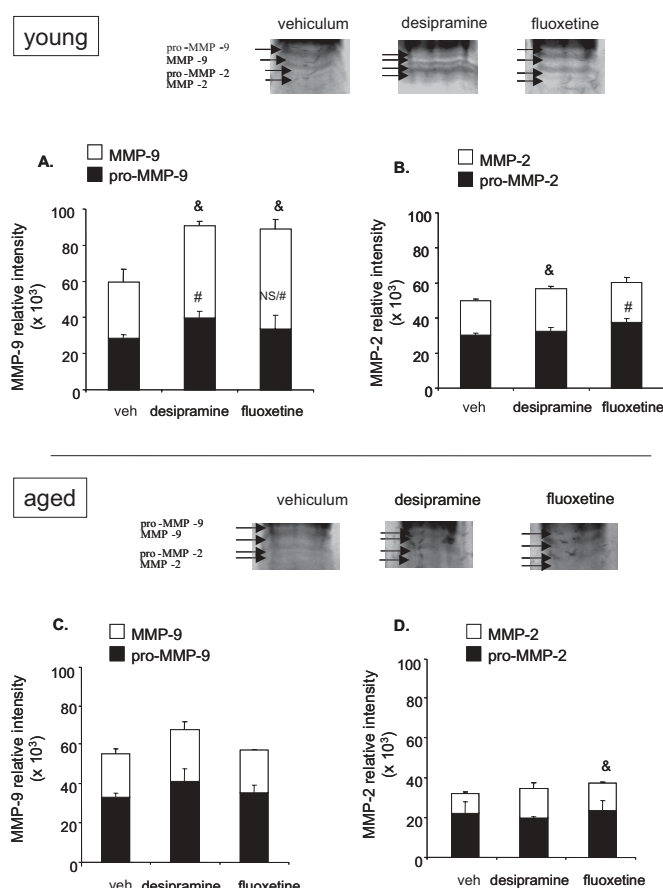 young
vehiculum desipramine fluoxetine
pro -MMP -9
MMP -9
pro -MMP -2
MMP -2
A.
MMP-9
pro-MMP-9
MMP-9 relative intensity
(x 10³)
100
80
60
40
20
0
& &
# NS/#
veh desipramine fluoxetine
B.
MMP-2
pro-MMP-2
MMP-2 relative intensity
(x 10³)
100
80
60
40
20
0
&
#
veh desipramine fluoxetine
aged
vehiculum desipramine fluoxetine
pro -MMP -9
MMP -9
pro -MMP -2
MMP -2
C.
MMP-9
pro-MMP-9
MMP-9 relative intensity
(x 10³)
100
80
60
40
20
0
veh desipramine fluoxetine
D.
MMP-2
pro-MMP-2
MMP-2 relative intensity
(x 10³)
100
80
60
40
20
0
&
veh desipramine fluoxetine